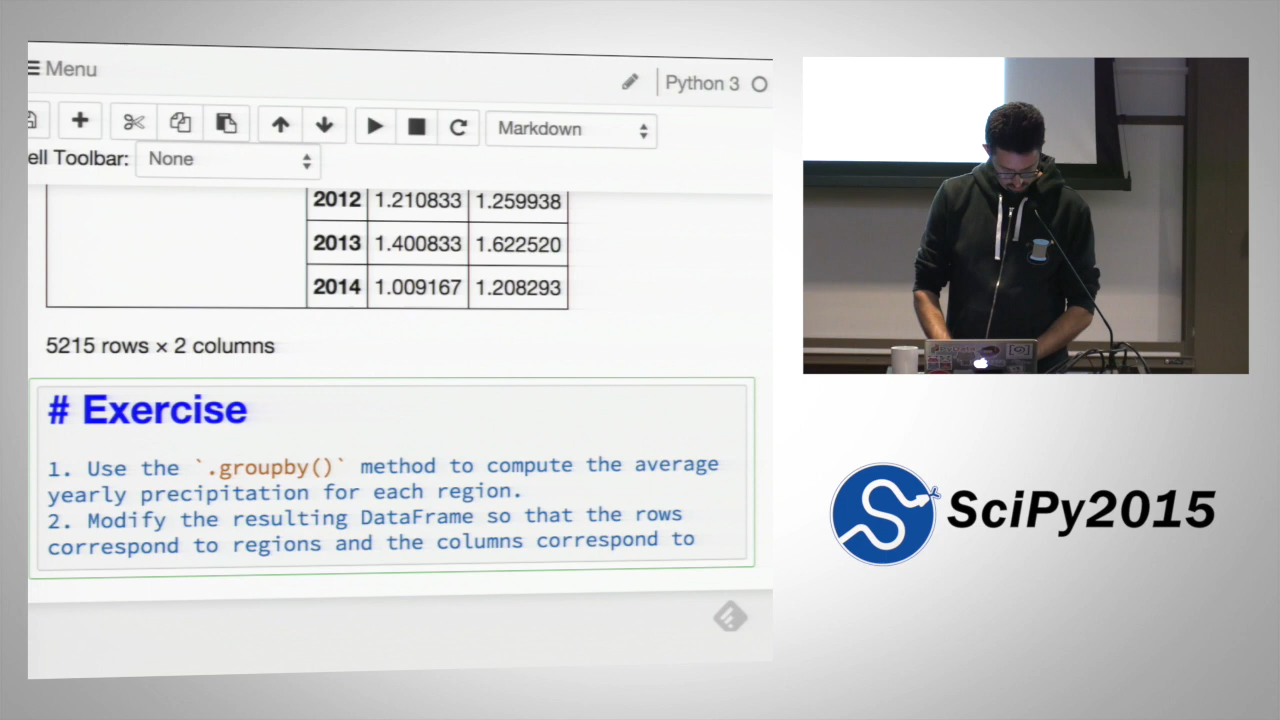 Menu
Python 3
Markdown
ell Toolbar: None
2012 1.210833 1.259938
2013 1.400833 1.622520
2014 1.009167 1.208293
5215 rows × 2 columns
# Exercise
1. Use the `.groupby()` method to compute the average
yearly precipitation for each region.
2. Modify the resulting DataFrame so that the rows
correspond to regions and the columns correspond to
SciPy2015